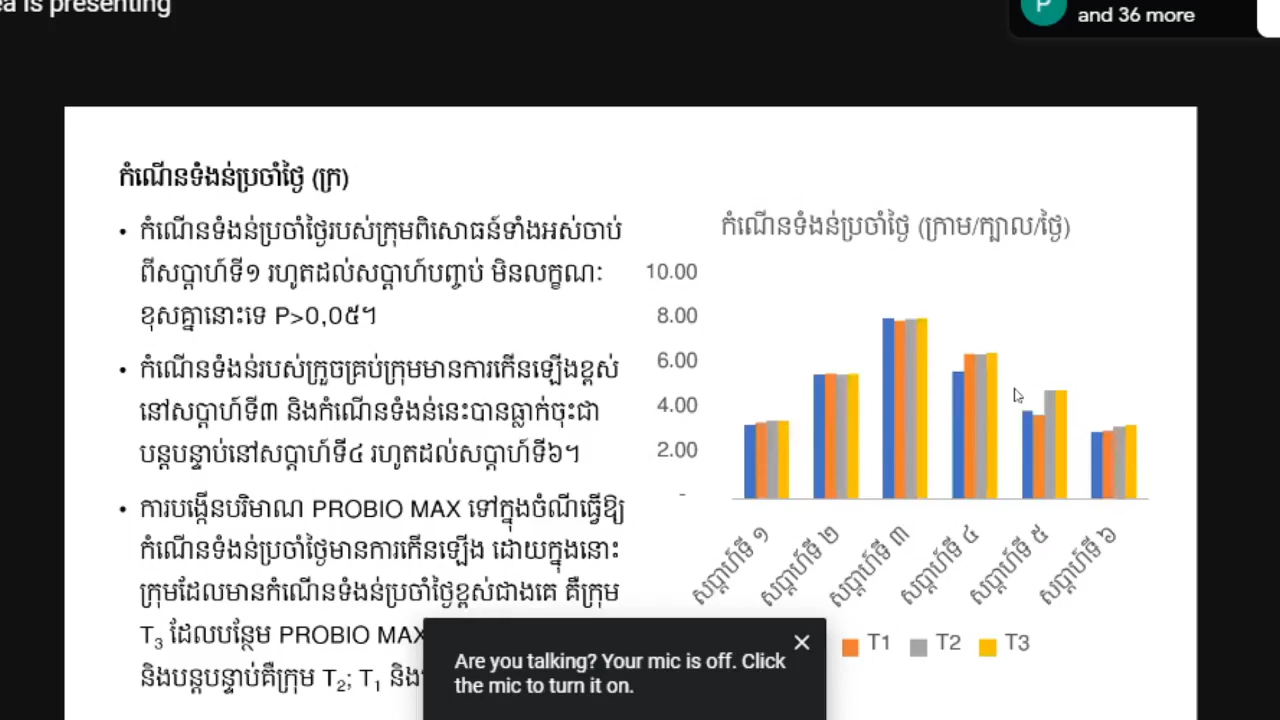 is presenting
P
and 36 more
កំណើនទំងន់ប្រចាំថ្ងៃ (ក្រ)
• កំណើនទំងន់ប្រចាំថ្ងៃរបស់ក្រុមពិសោធន៍ទាំងអស់ចាប់
ពីសប្តាហ៍ទី១ រហូតដល់សប្តាហ៍បញ្ចប់ មិនលក្ខណៈ
ខុសគ្នានោះទេ P>0,០៥។
• កំណើនទំងន់របស់ក្រួចគ្រប់ក្រុមមានការកើនឡើងខ្ពស់
នៅសប្តាហ៍ទី៣ និងកំណើនទំងន់នេះបានធ្លាក់ចុះជា
បន្តបន្ទាប់នៅសប្តាហ៍ទី៤ រហូតដល់សប្តាហ៍ទី៦។
• ការបង្កើនបរិមាណ PROBIO MAX ទៅក្នុងចំណីធ្វើឱ្យ
កំណើនទំងន់ប្រចាំថ្ងៃមានការកើនឡើង ដោយក្នុងនោះ
ក្រុមដែលមានកំណើនទំងន់ប្រចាំថ្ងៃខ្ពស់ជាងគេ គឺក្រុម
T3 ដែលបន្ថែម PROBIO MAX
និងបន្តបន្ទាប់គឺក្រុម T2; T1 និង
កំណើនទំងន់ប្រចាំថ្ងៃ (ក្រាម/ក្បាល/ថ្ងៃ)
10.00
8.00
6.00
4.00
2.00
-
សប្តាហ៍ទី ១
សប្តាហ៍ទី ២
សប្តាហ៍ទី ៣
សប្តាហ៍ទី ៤
សប្តាហ៍ទី ៥
សប្តាហ៍ទី ៦
T1 T2 T3
Are you talking? Your mic is off. Click
the mic to turn it on.